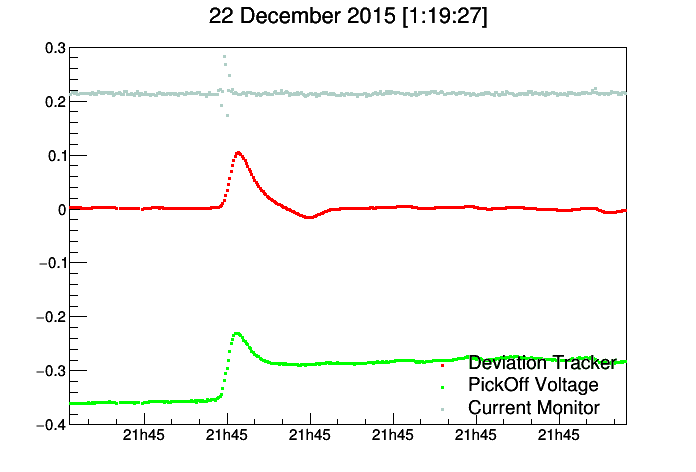 22 December 2015 [1:19:27]
0.3
0.2
0.1
0
−0.1
−0.2
−0.3
−0.4
Deviation Tracker
PickOff Voltage
Current Monitor
21h45 21h45 21h45 21h45 21h45 21h45